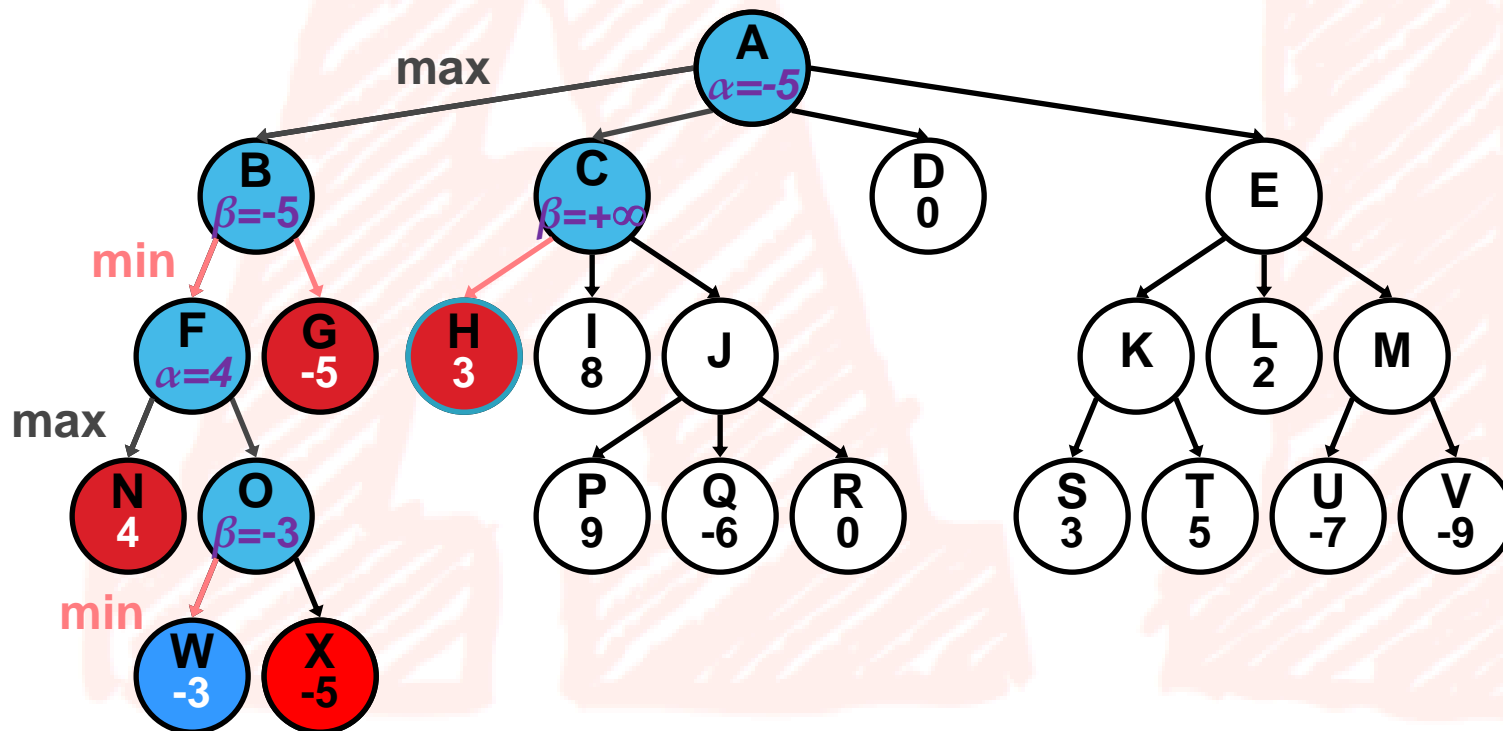 A
α=-5
max
B
β=-5
C
β=+∞
D
0
E
min
F
α=4
G
-5
H
3
I
8
J
K
L
2
M
max
N
4
O
β=-3
P
9
Q
-6
R
0
S
3
T
5
U
-7
V
-9
min
W
-3
X
-5